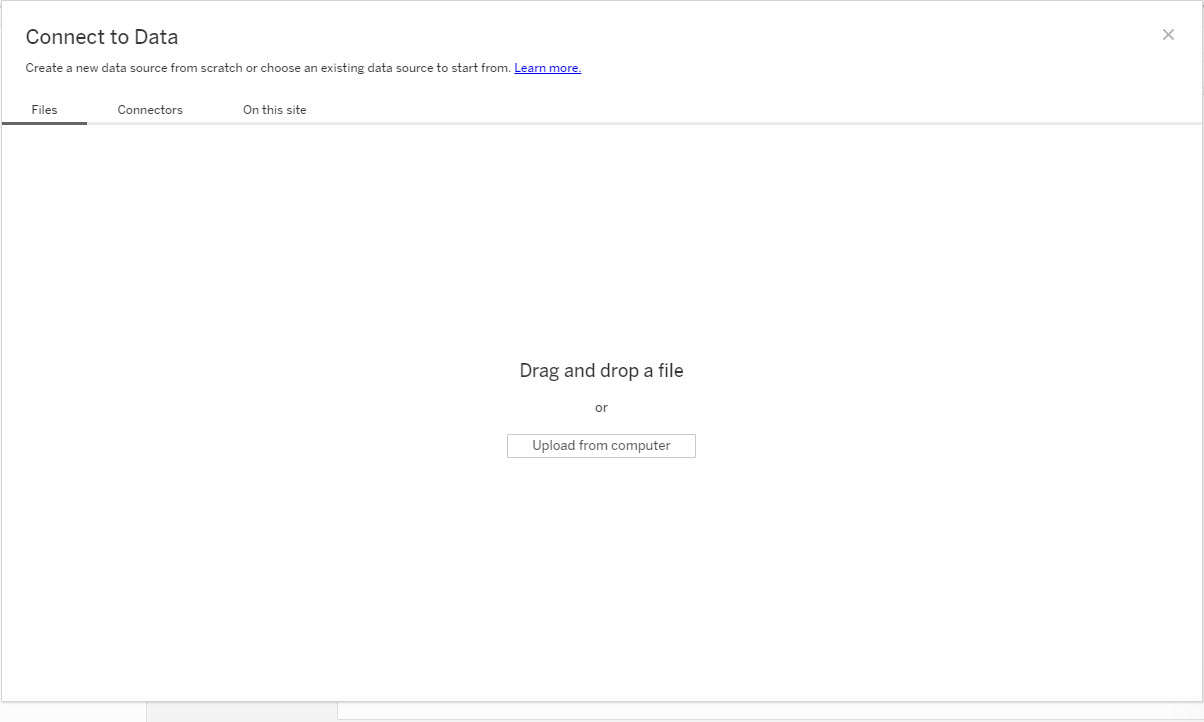 Connect to Data
Create a new data source from scratch or choose an existing data source to start from. Learn more.
Files Connectors On this site
Drag and drop a file
or
Upload from computer